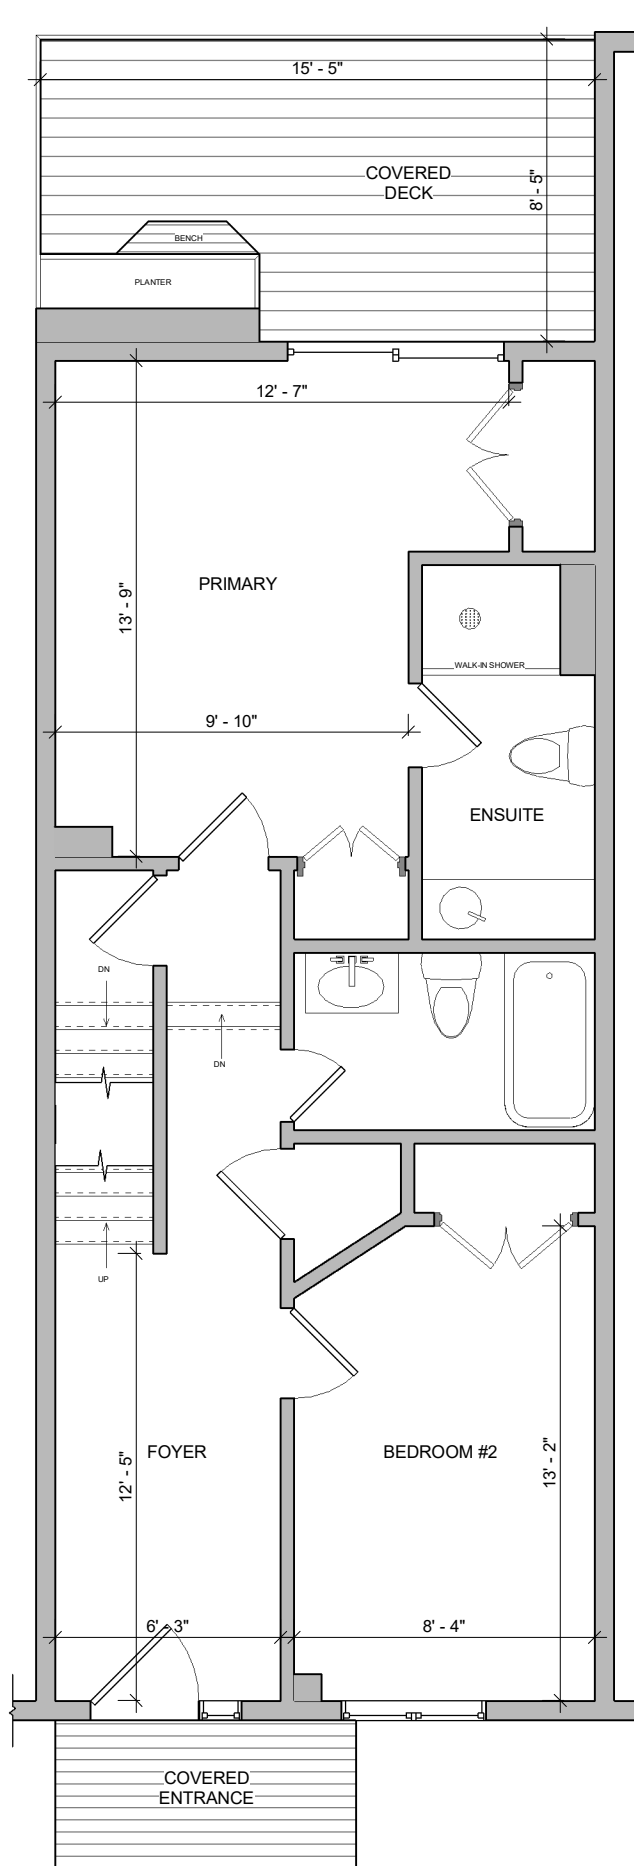 15' - 5"
COVERED
DECK
8' - 5"
BENCH
PLANTER
12' - 7"
PRIMARY
13' - 9"
WALK-IN SHOWER
9' - 10"
ENSUITE
DN
DN
UP
FOYER
BEDROOM #2
12' - 5"
13' - 2"
6' - 3"
8' - 4"
COVERED
ENTRANCE